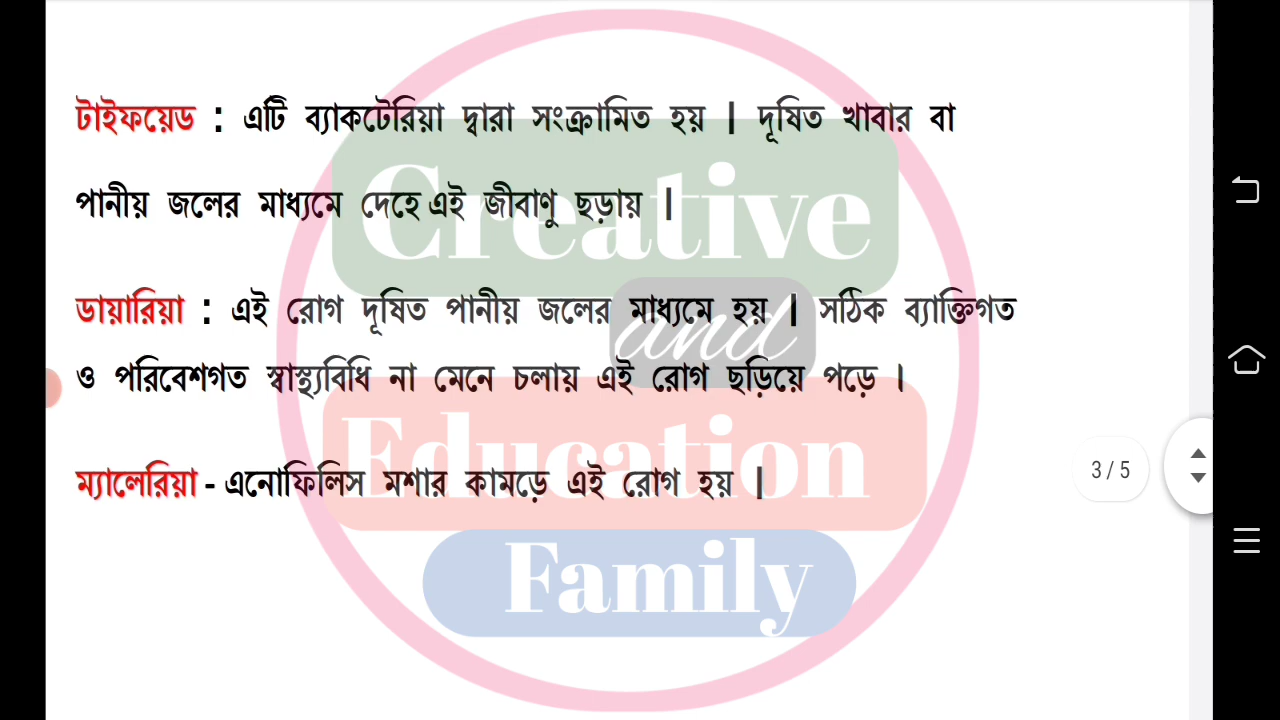 টাইফয়েড : এটি ব্যাকটেরিয়া দ্বারা সংক্রামিত হয় | দূষিত খাবার বা
পানীয় জলের মাধ্যমে দেহে এই জীবাণু ছড়ায় |
ডায়ারিয়া : এই রোগ দূষিত পানীয় জলের মাধ্যমে হয় | সঠিক ব্যাক্তিগত
ও পরিবেশগত স্বাস্থ্যবিধি না মেনে চলায় এই রোগ ছড়িয়ে পড়ে ।
ম্যালেরিয়া - এনোফিলিস মশার কামড়ে এই রোগ হয় |
Creative
and
Education
Family
3 / 5